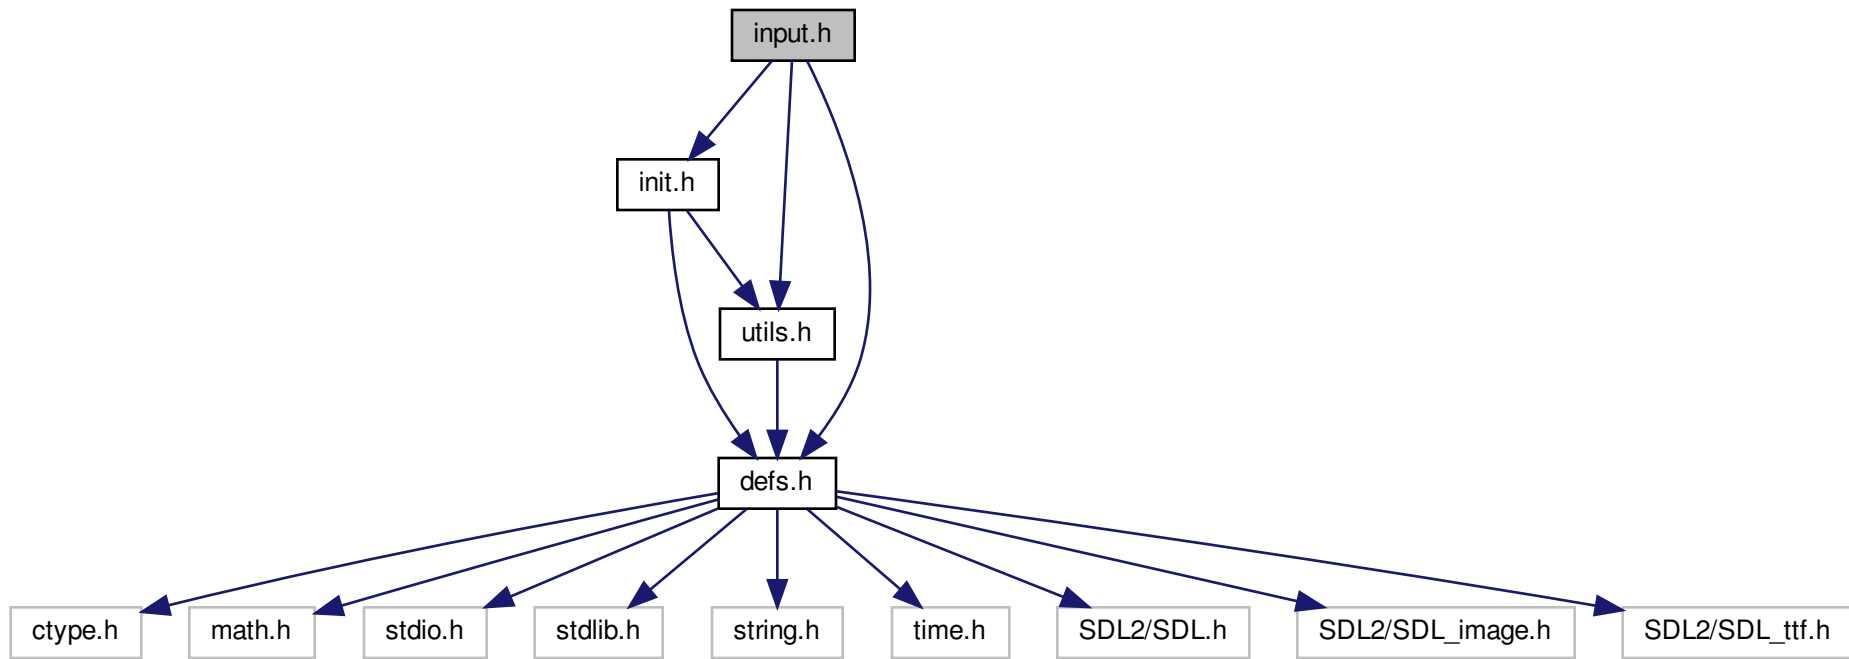 input.h
init.h
utils.h
defs.h
ctype.h
math.h
stdio.h
stdlib.h
string.h
time.h
SDL2/SDL.h
SDL2/SDL_image.h
SDL2/SDL_ttf.h